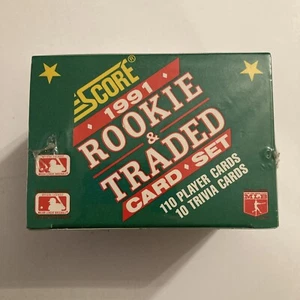 SCORE
1991
ROOKIE
&
TRADED
CARD • SET
110 PLAYER CARDS
10 TRIVIA CARDS